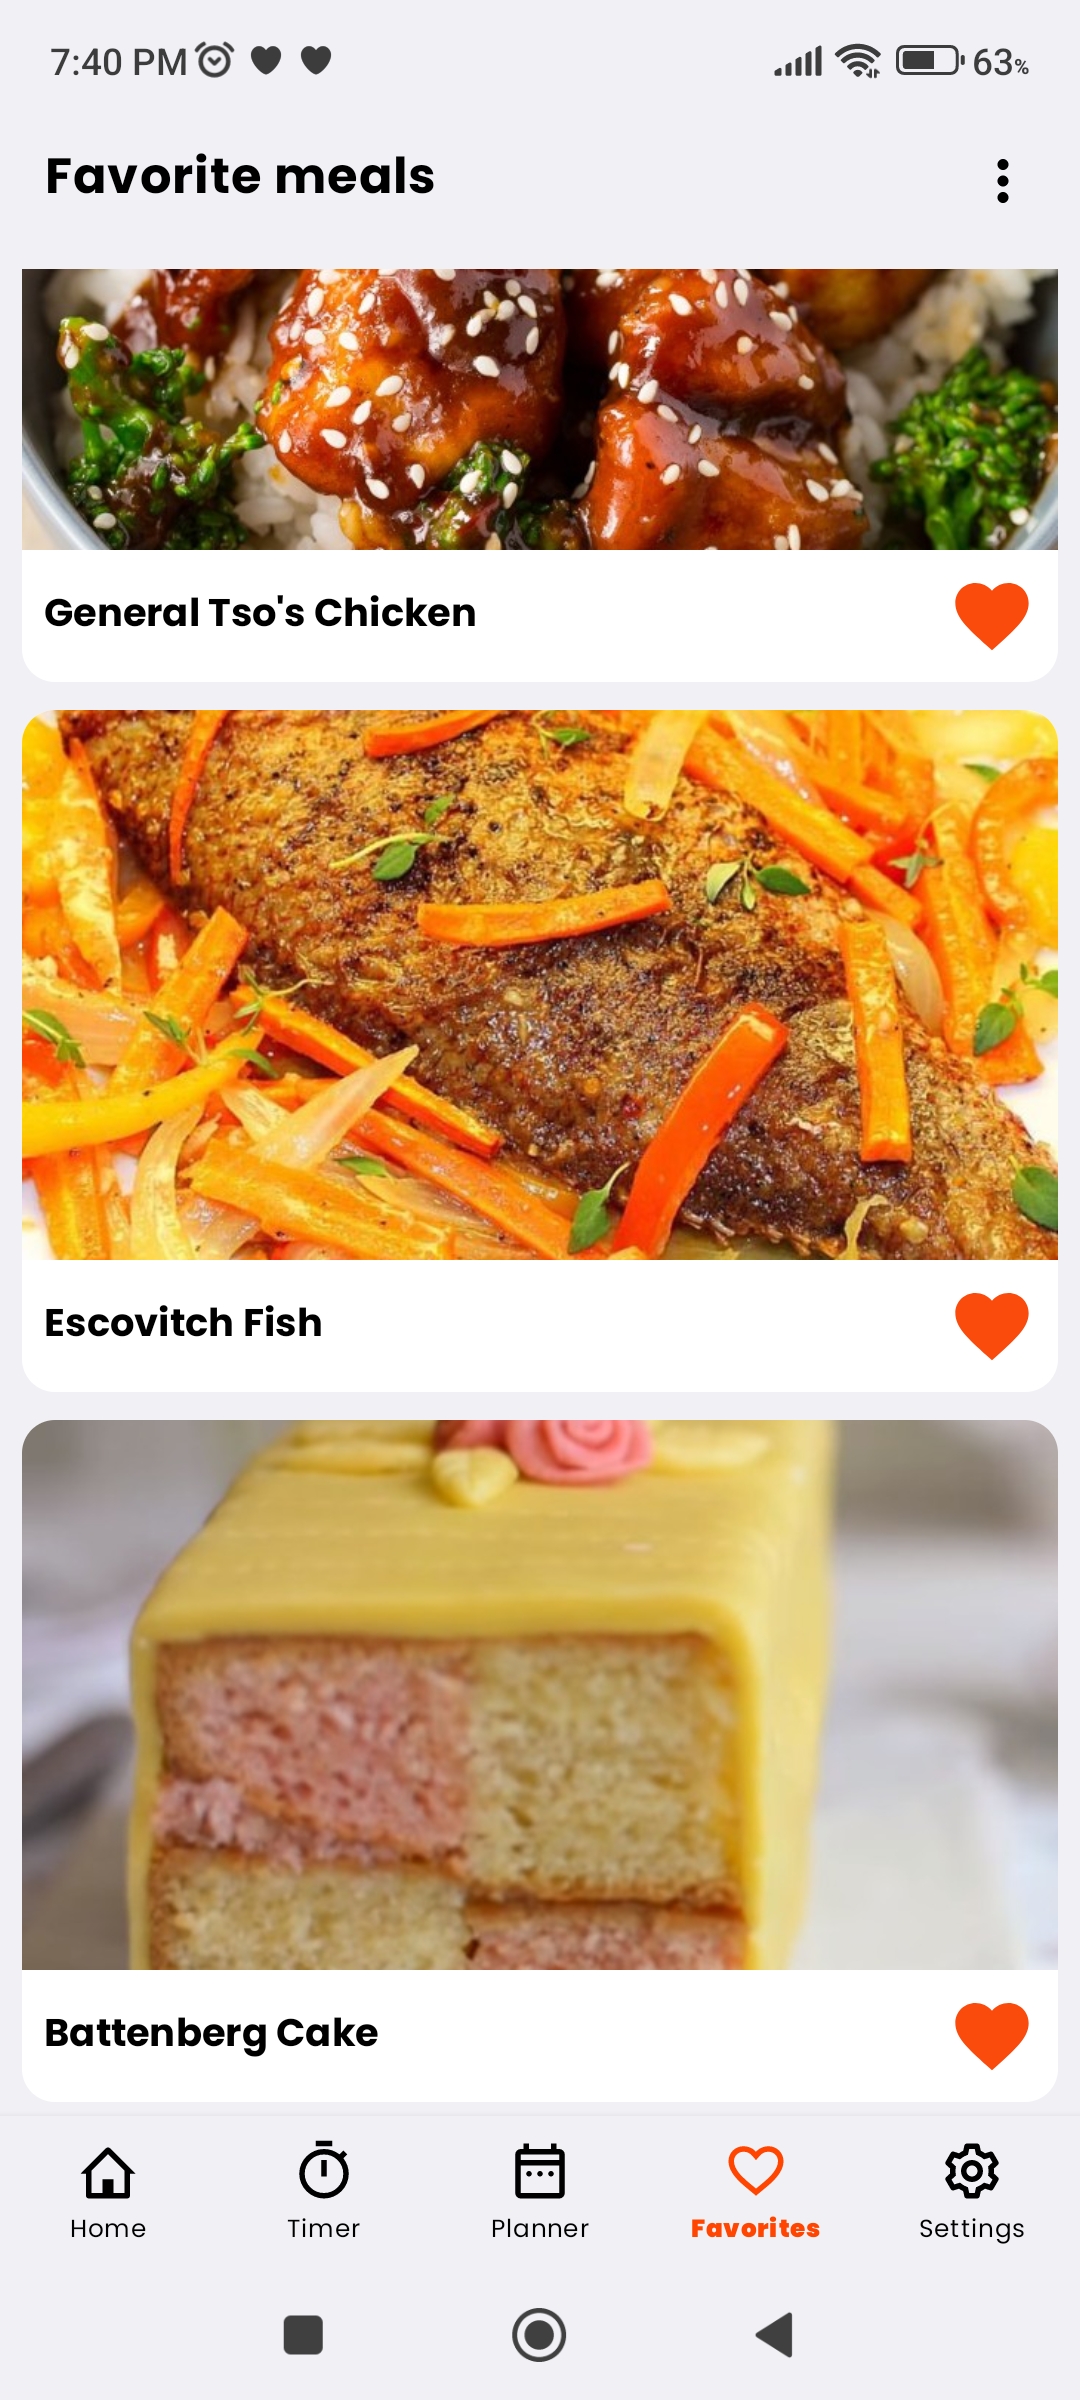 7:40 PM 63%
Favorite meals
General Tso's Chicken
Escovitch Fish
Battenberg Cake
Home Timer Planner Favorites Settings